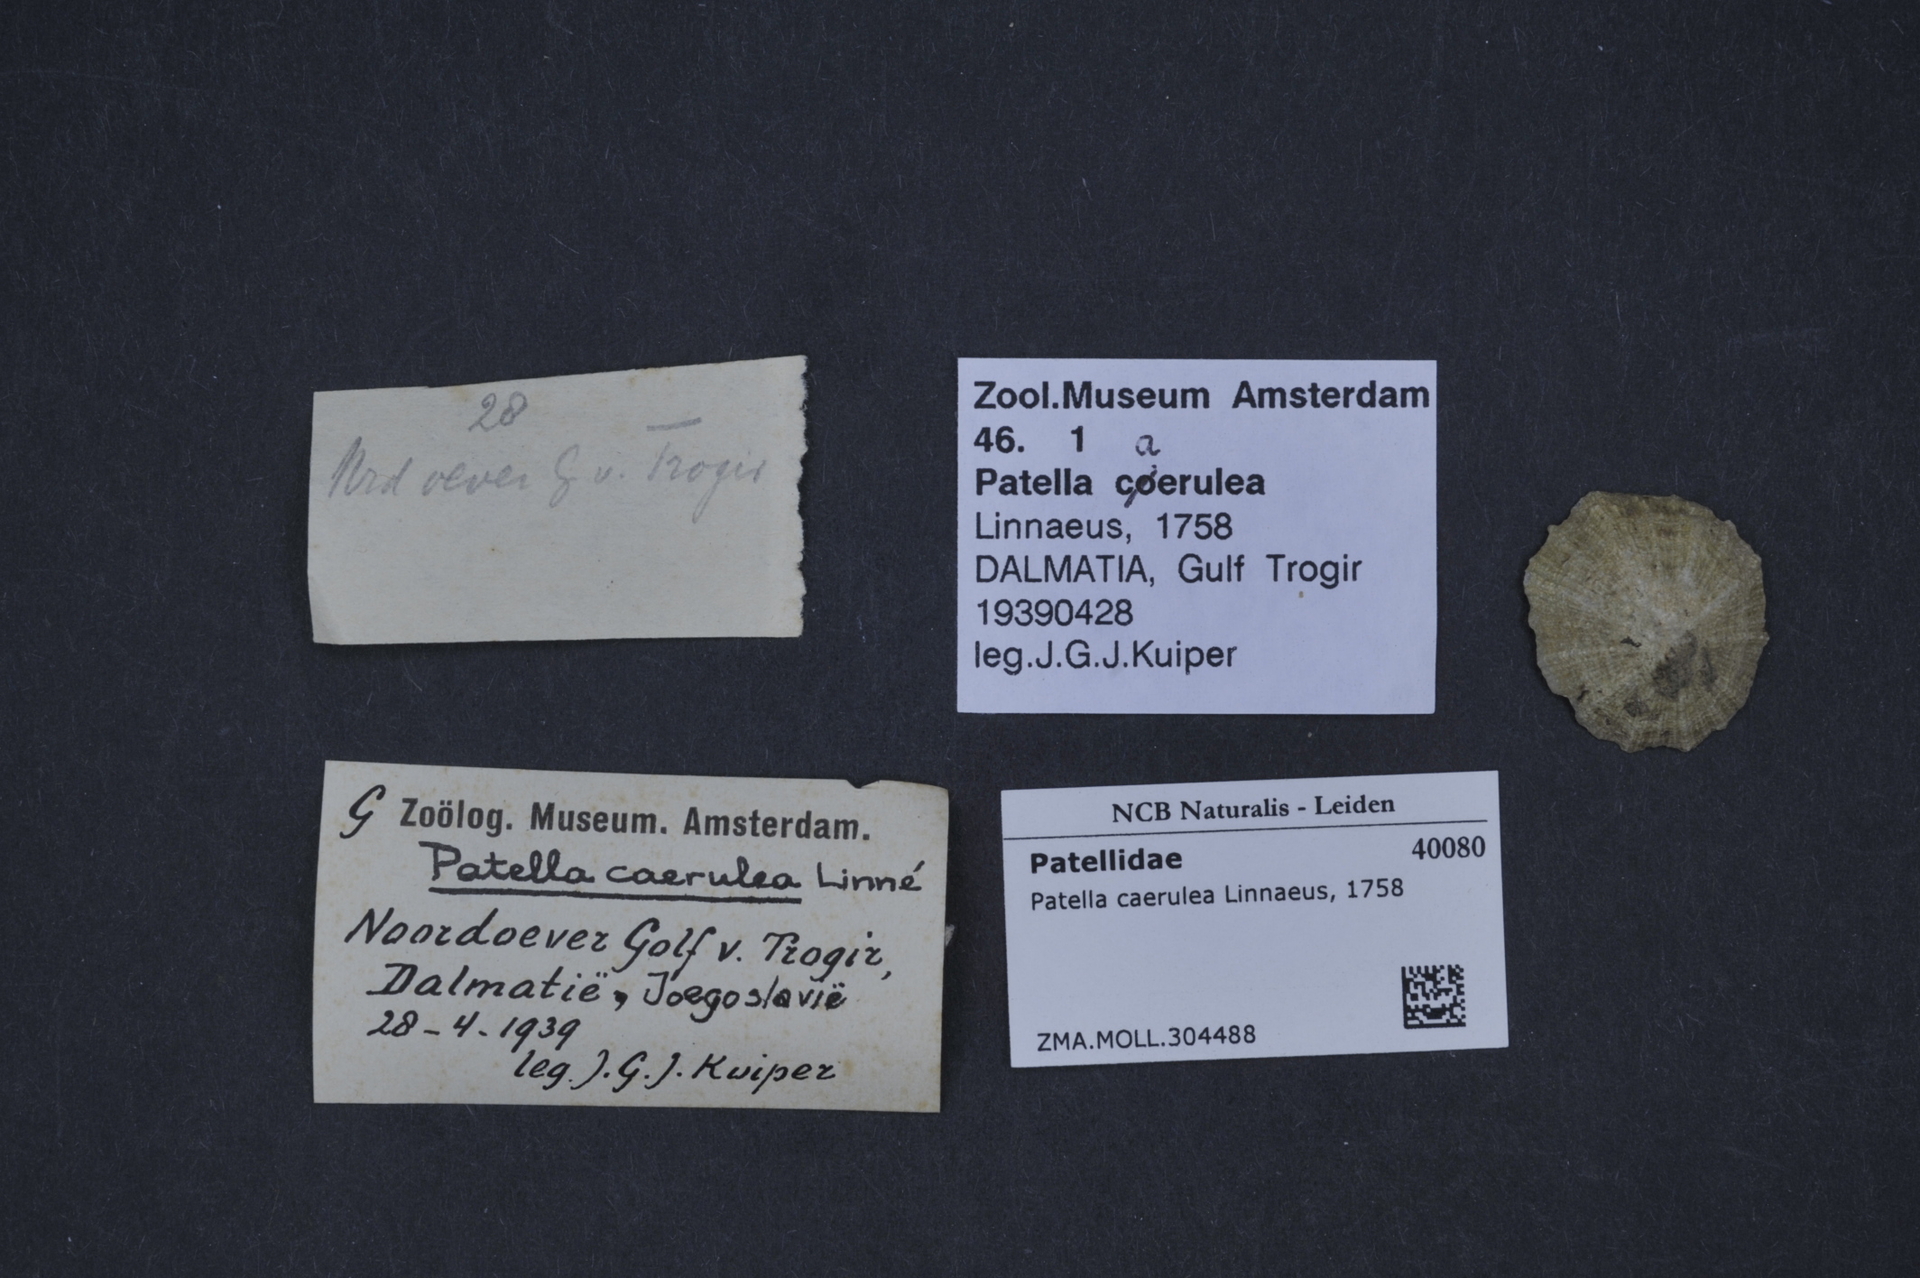 28
Nrd oever G v. Trogir
Zool.Museum Amsterdam
46. 1 a
Patella coerulea
Linnaeus, 1758
DALMATIA, Gulf Trogir
19390428
leg.J.G.J.Kuiper
G Zoölog. Museum. Amsterdam.
Patella caerulea Linné
Noordoever Golf v. Trogir,
Dalmatië, Joegoslavië
28-4-1939
leg. J.G.J. Kuiper
NCB Naturalis - Leiden
Patellidae 40080
Patella caerulea Linnaeus, 1758
ZMA.MOLL.304488